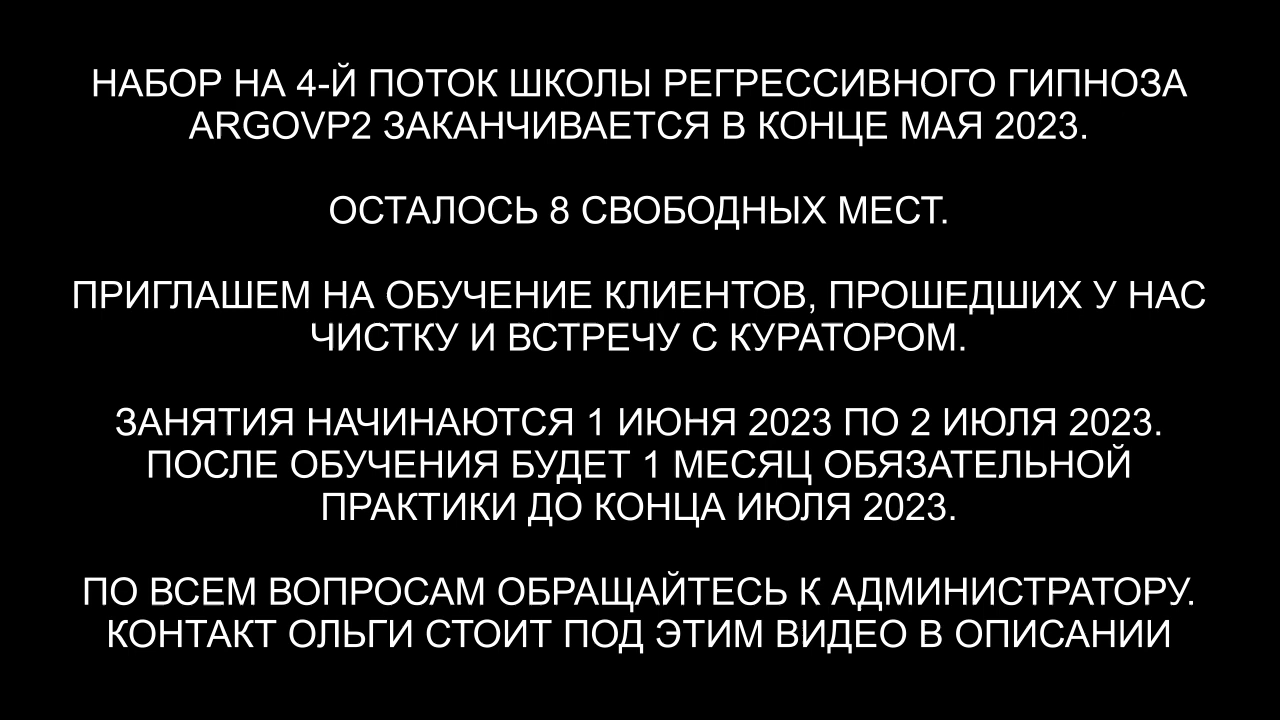 НАБОР НА 4-Й ПОТОК ШКОЛЫ РЕГРЕССИВНОГО ГИПНОЗА
ARGOVP2 ЗАКАНЧИВАЕТСЯ В КОНЦЕ МАЯ 2023.
ОСТАЛОСЬ 8 СВОБОДНЫХ МЕСТ.
ПРИГЛАШЕМ НА ОБУЧЕНИЕ КЛИЕНТОВ, ПРОШЕДШИХ У НАС
ЧИСТКУ И ВСТРЕЧУ С КУРАТОРОМ.
ЗАНЯТИЯ НАЧИНАЮТСЯ 1 ИЮНЯ 2023 ПО 2 ИЮЛЯ 2023.
ПОСЛЕ ОБУЧЕНИЯ БУДЕТ 1 МЕСЯЦ ОБЯЗАТЕЛЬНОЙ
ПРАКТИКИ ДО КОНЦА ИЮЛЯ 2023.
ПО ВСЕМ ВОПРОСАМ ОБРАЩАЙТЕСЬ К АДМИНИСТРАТОРУ.
КОНТАКТ ОЛЬГИ СТОИТ ПОД ЭТИМ ВИДЕО В ОПИСАНИИ